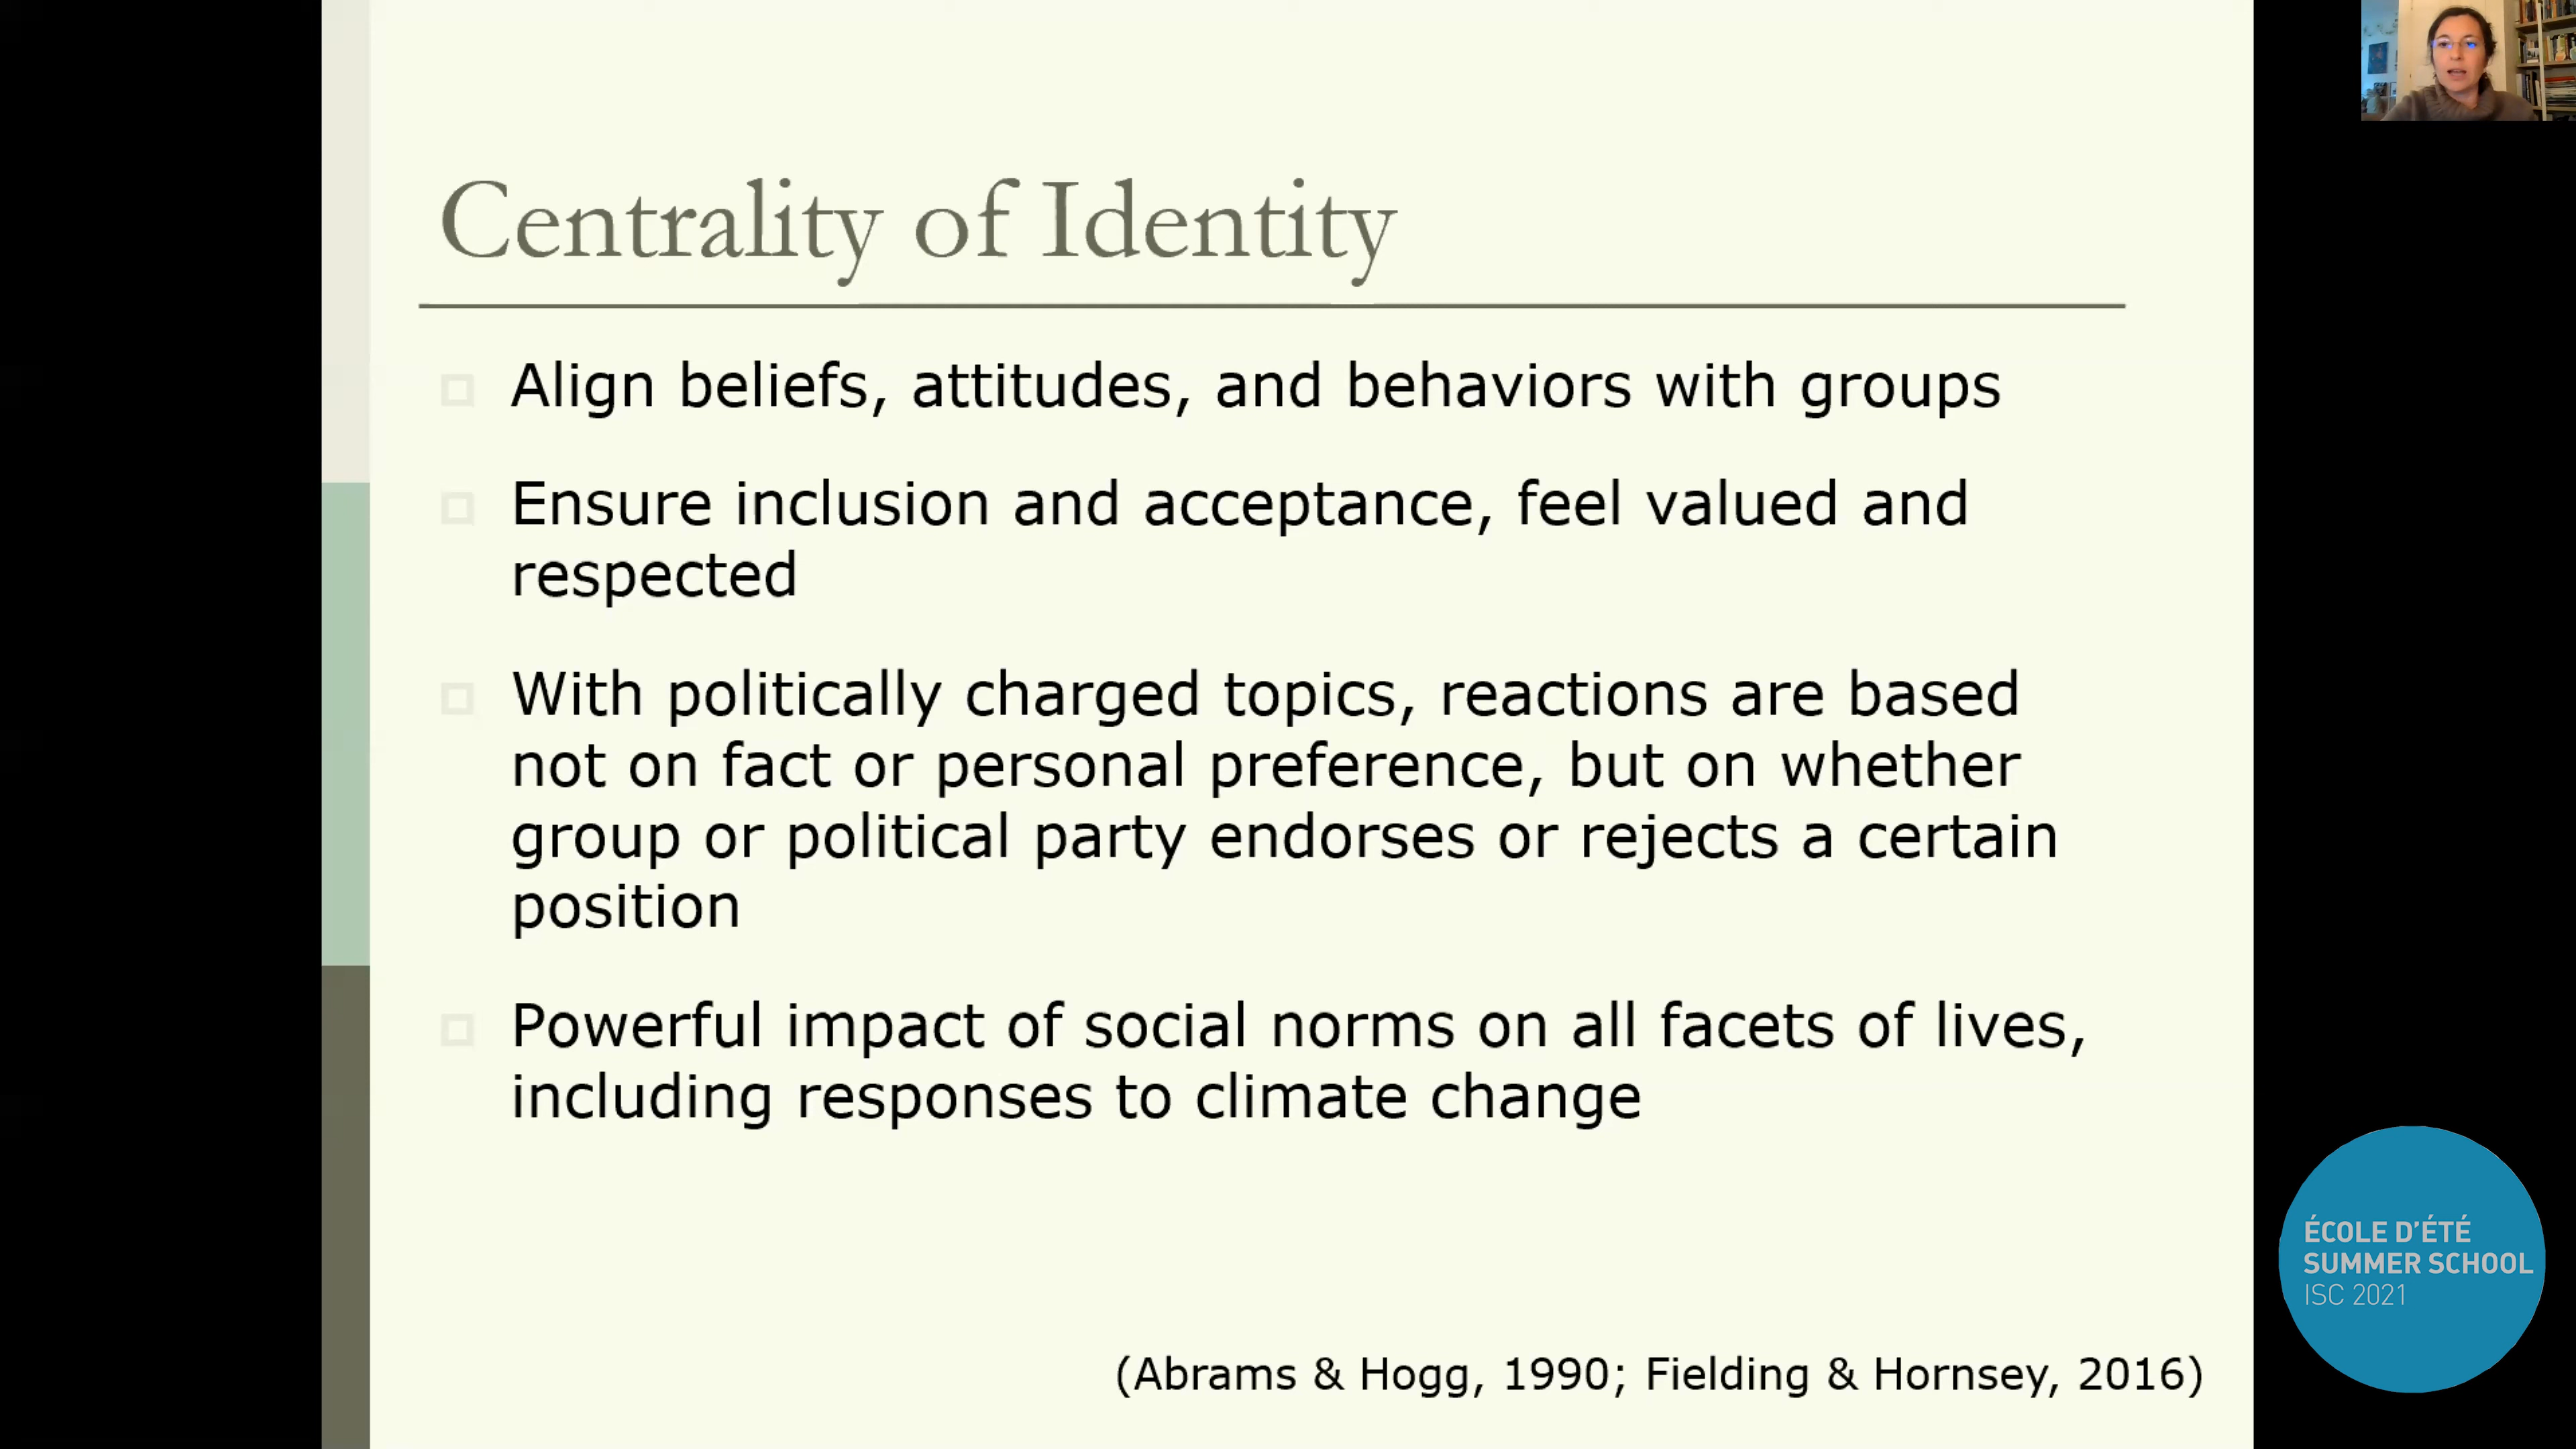 Centrality of Identity
Align beliefs, attitudes, and behaviors with groups
Ensure inclusion and acceptance, feel valued and
respected
With politically charged topics, reactions are based
not on fact or personal preference, but on whether
group or political party endorses or rejects a certain
position
Powerful impact of social norms on all facets of lives,
including responses to climate change
(Abrams & Hogg, 1990; Fielding & Hornsey, 2016)
ÉCOLE D'ÉTÉ
SUMMER SCHOOL
ISC 2021